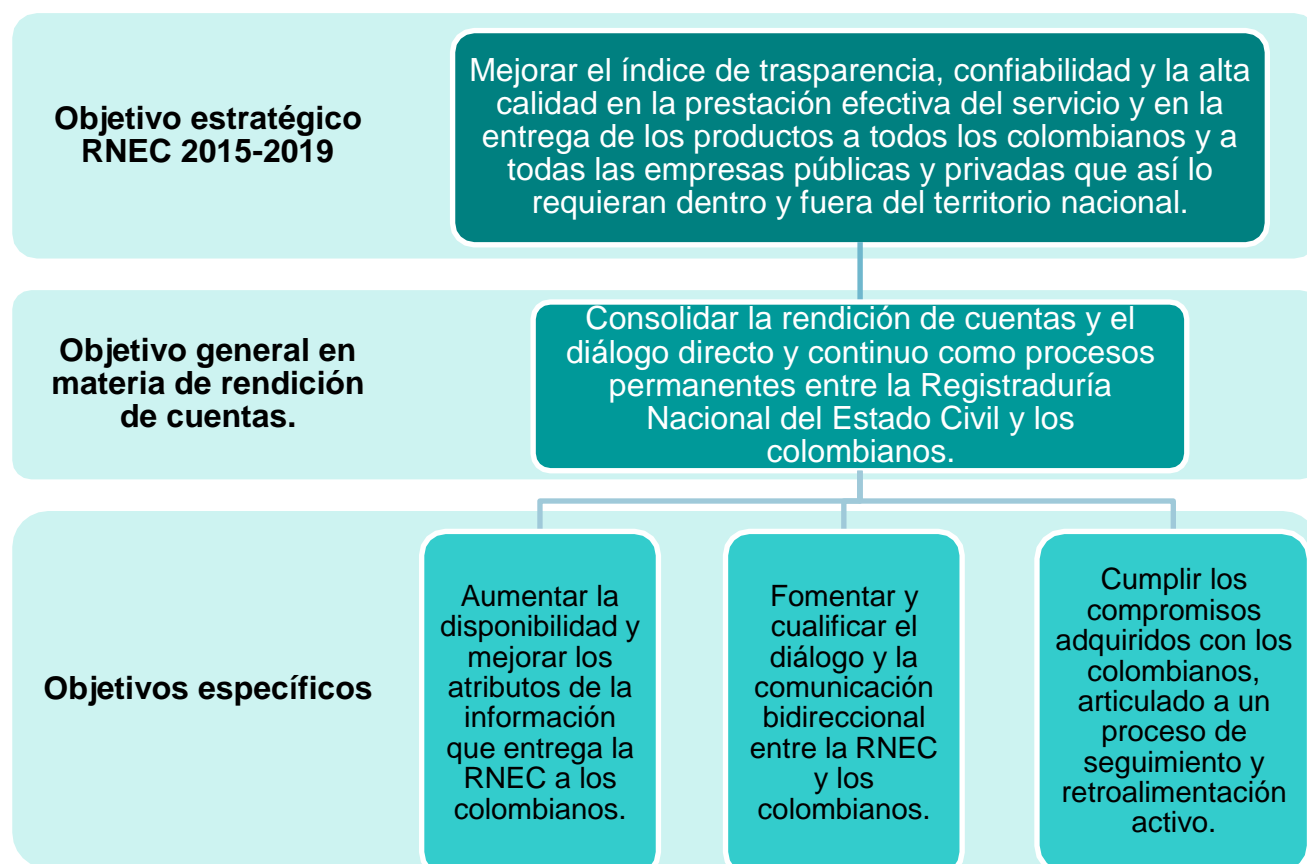 Objetivo estratégico
RNEC 2015-2019
Mejorar el índice de trasparencia, confiabilidad y la alta
calidad en la prestación efectiva del servicio y en la
entrega de los productos a todos los colombianos y a
todas las empresas públicas y privadas que así lo
requieran dentro y fuera del territorio nacional.
Objetivo general en
materia de rendición
de cuentas.
Consolidar la rendición de cuentas y el
diálogo directo y continuo como procesos
permanentes entre la Registraduría
Nacional del Estado Civil y los
colombianos.
Objetivos específicos
Aumentar la
disponibilidad y
mejorar los
atributos de la
información
que entrega la
RNEC a los
colombianos.
Fomentar y
cualificar el
diálogo y la
comunicación
bidireccional
entre la RNEC
y los
colombianos.
Cumplir los
compromisos
adquiridos con los
colombianos,
articulado a un
proceso de
seguimiento y
retroalimentación
activo.